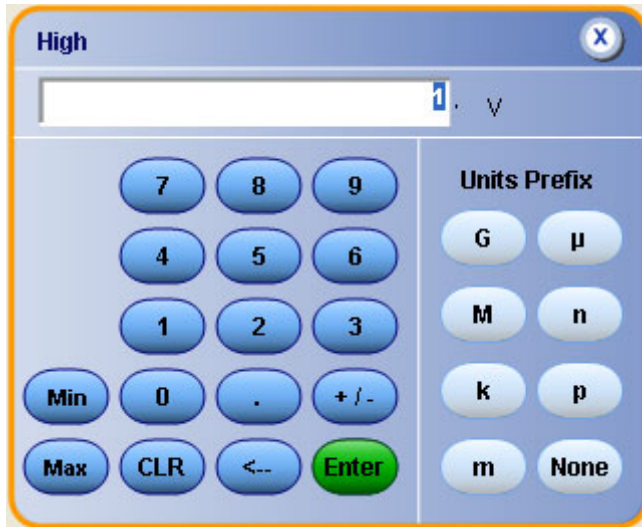 High X
1. V
7 8 9 Units Prefix
4 5 6 G µ
1 2 3 M n
Min 0 . +/- k p
Max CLR <-- Enter m None